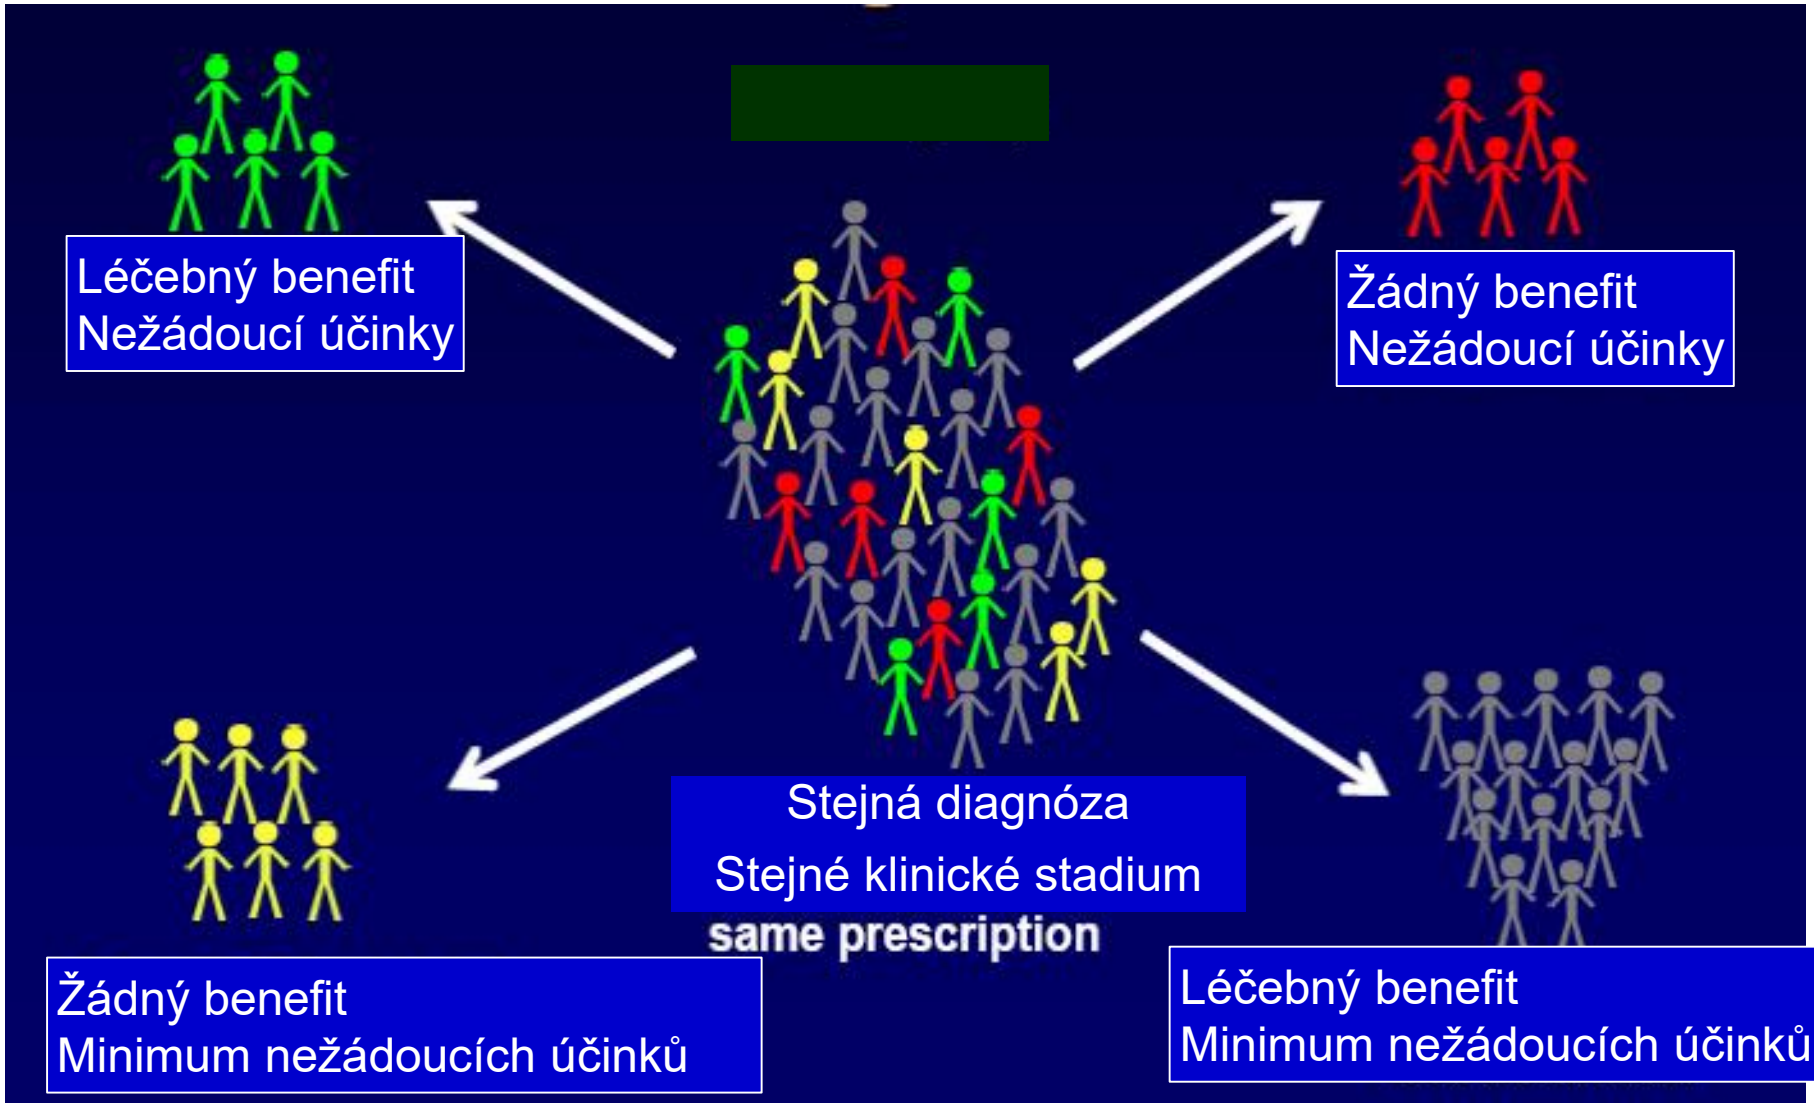 Léčebný benefit
Nežádoucí účinky
Žádný benefit
Nežádoucí účinky
Stejná diagnóza
Stejné klinické stadium
same prescription
Žádný benefit
Minimum nežádoucích účinků
Léčebný benefit
Minimum nežádoucích účinků